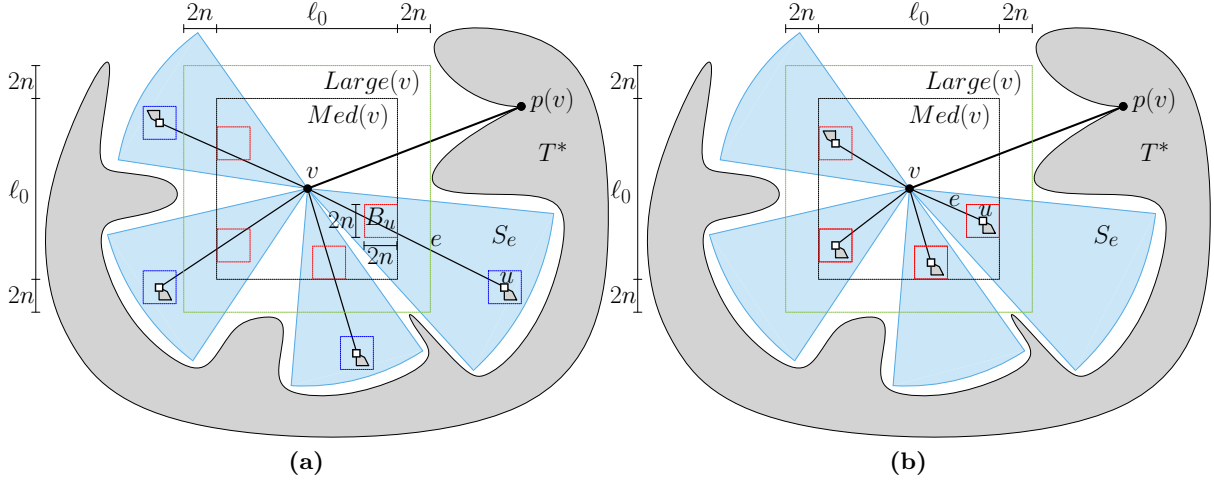 2n ℓ₀ 2n
2n
Large(v)
Med(v)
p(v)
T*
v
ℓ₀
2n
B_u
e
S_e
2n
u
2n
(a)
2n ℓ₀ 2n
2n
Large(v)
Med(v)
p(v)
T*
v
ℓ₀
e
u
S_e
2n
(b)